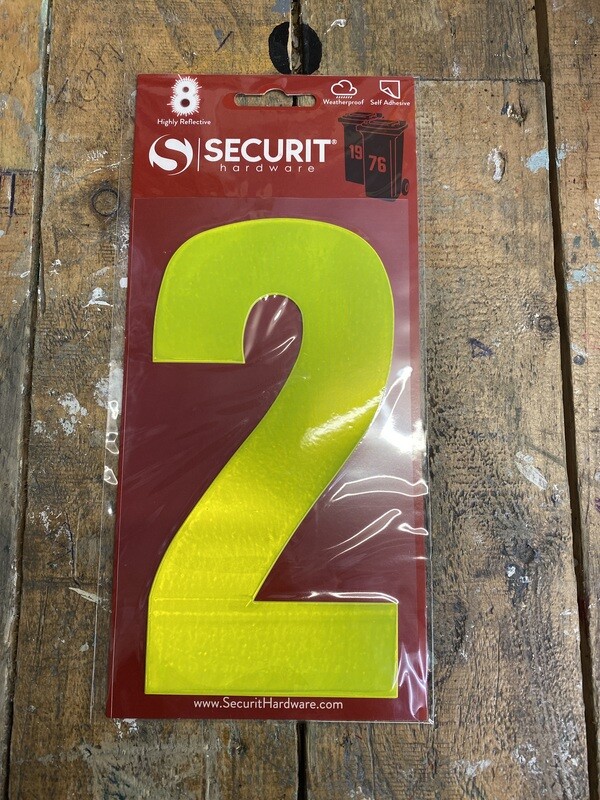 8
Highly Reflective
Weatherproof
Self Adhesive
S SECURIT®
hardware
19
76
2
www.SecuritHardware.com